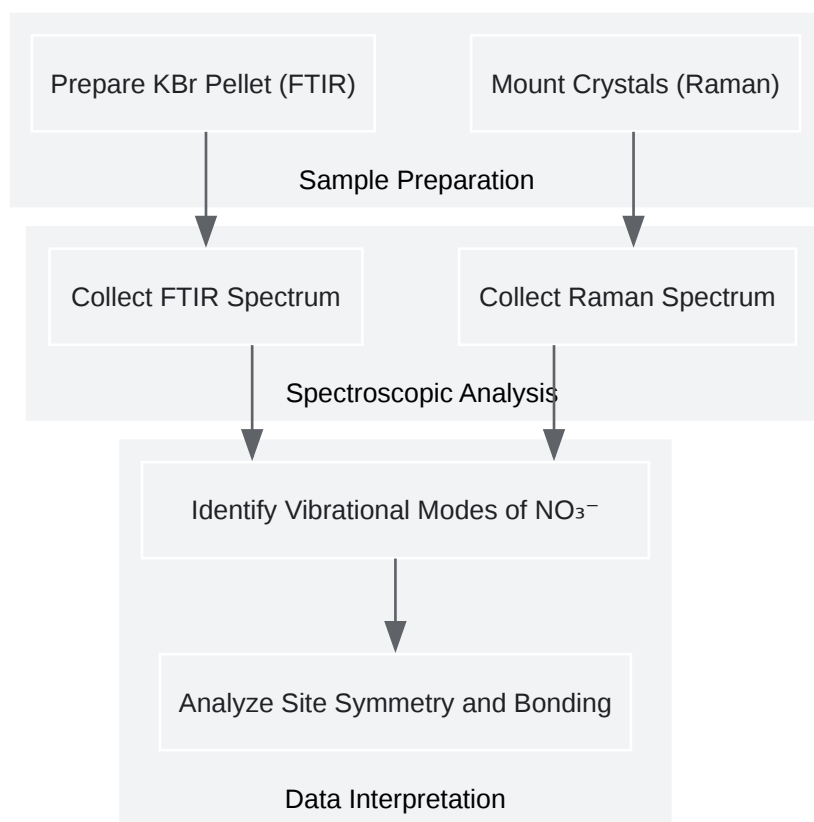 Prepare KBr Pellet (FTIR)
Mount Crystals (Raman)
Sample Preparation
Collect FTIR Spectrum
Collect Raman Spectrum
Spectroscopic Analysis
Identify Vibrational Modes of NO₃⁻
Analyze Site Symmetry and Bonding
Data Interpretation